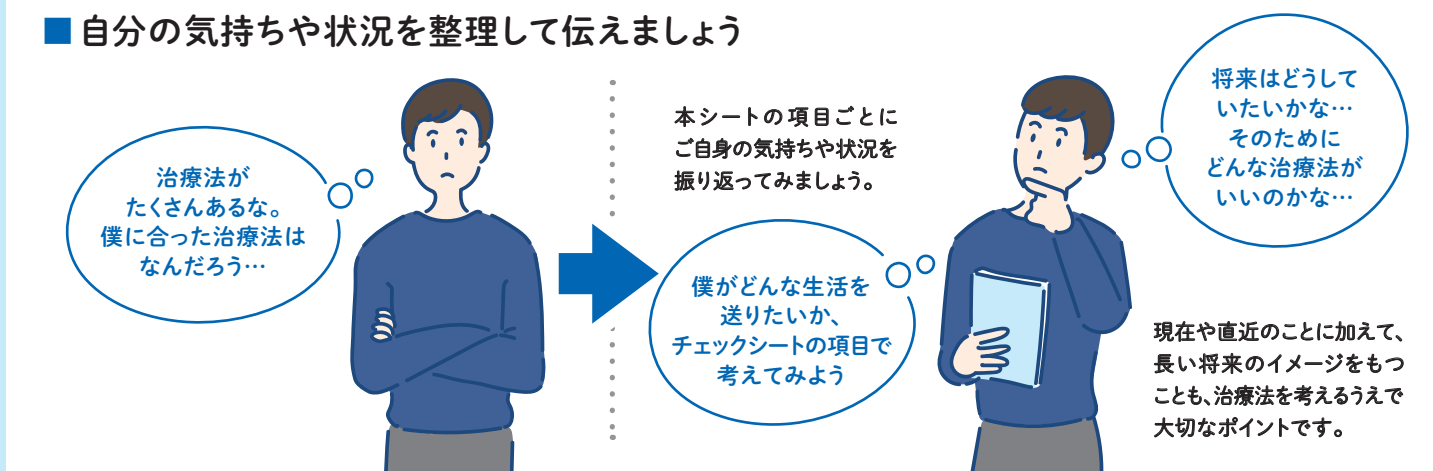 ■自分の気持ちや状況を整理して伝えましょう
治療法が
たくさんあるな。
僕に合った治療法は
なんだろう…
本シートの項目ごとに
ご自身の気持ちや状況を
振り返ってみましょう。
僕がどんな生活を
送りたいか、
チェックシートの項目で
考えてみよう
将来はどうして
いたいかな…
そのために
どんな治療法が
いいのかな…
現在や直近のことに加えて、
長い将来のイメージをもつ
ことも、治療法を考えるうえで
大切なポイントです。